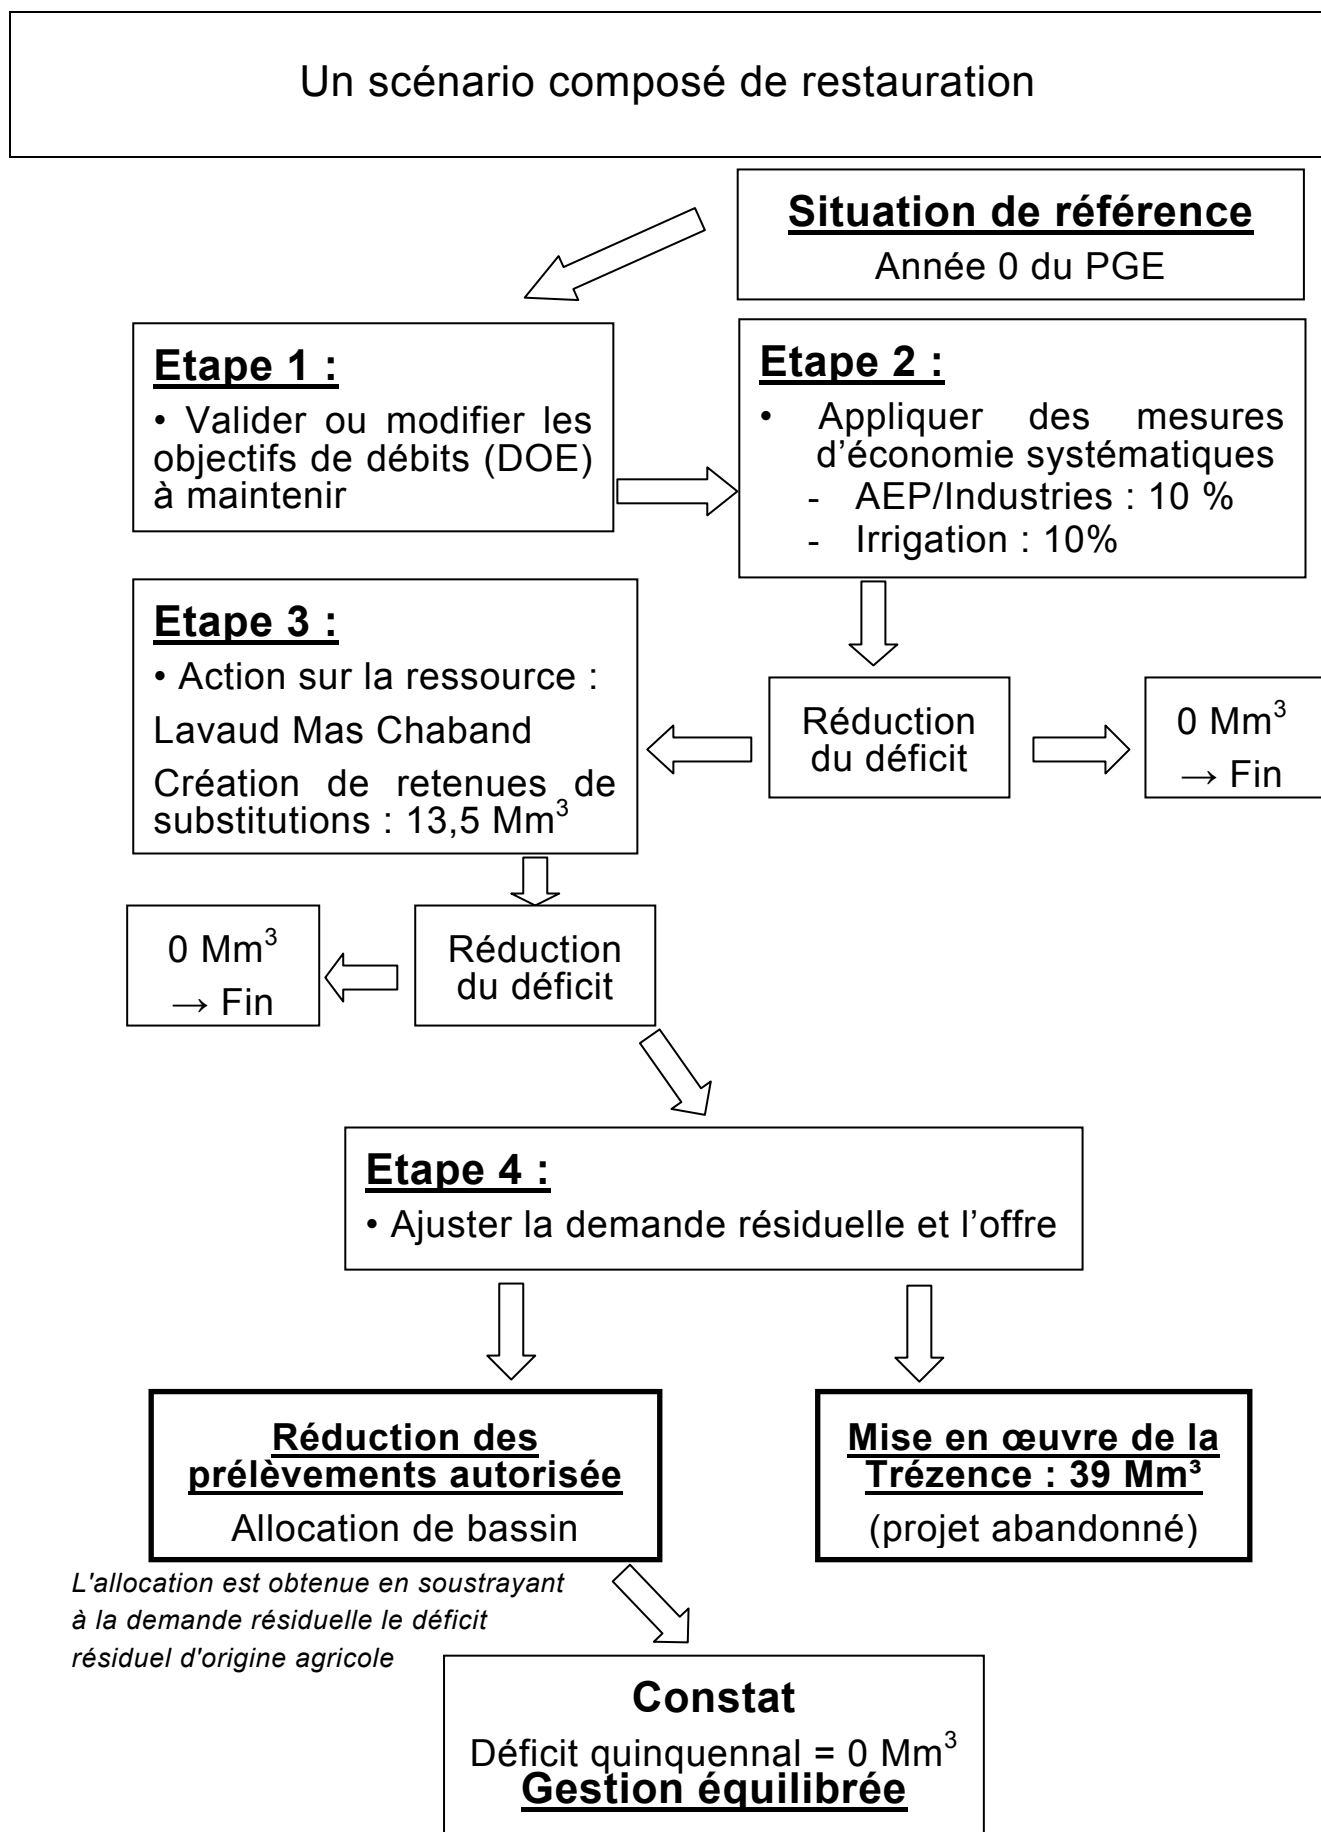 Un scénario composé de restauration
Situation de référence
Année 0 du PGE
Etape 1 :
• Valider ou modifier les
objectifs de débits (DOE)
à maintenir
Etape 2 :
• Appliquer des mesures
d’économie systématiques
- AEP/Industries : 10 %
- Irrigation : 10%
Etape 3 :
• Action sur la ressource :
Lavaud Mas Chaband
Création de retenues de
substitutions : 13,5 Mm³
Réduction
du déficit
0 Mm³
→ Fin
0 Mm³
→ Fin
Réduction
du déficit
Etape 4 :
• Ajuster la demande résiduelle et l’offre
Réduction des
prélèvements autorisée
Allocation de bassin
Mise en œuvre de la
Trézence : 39 Mm³
(projet abandonné)
L'allocation est obtenue en soustrayant
à la demande résiduelle le déficit
résiduel d'origine agricole
Constat
Déficit quinquennal = 0 Mm³
Gestion équilibrée